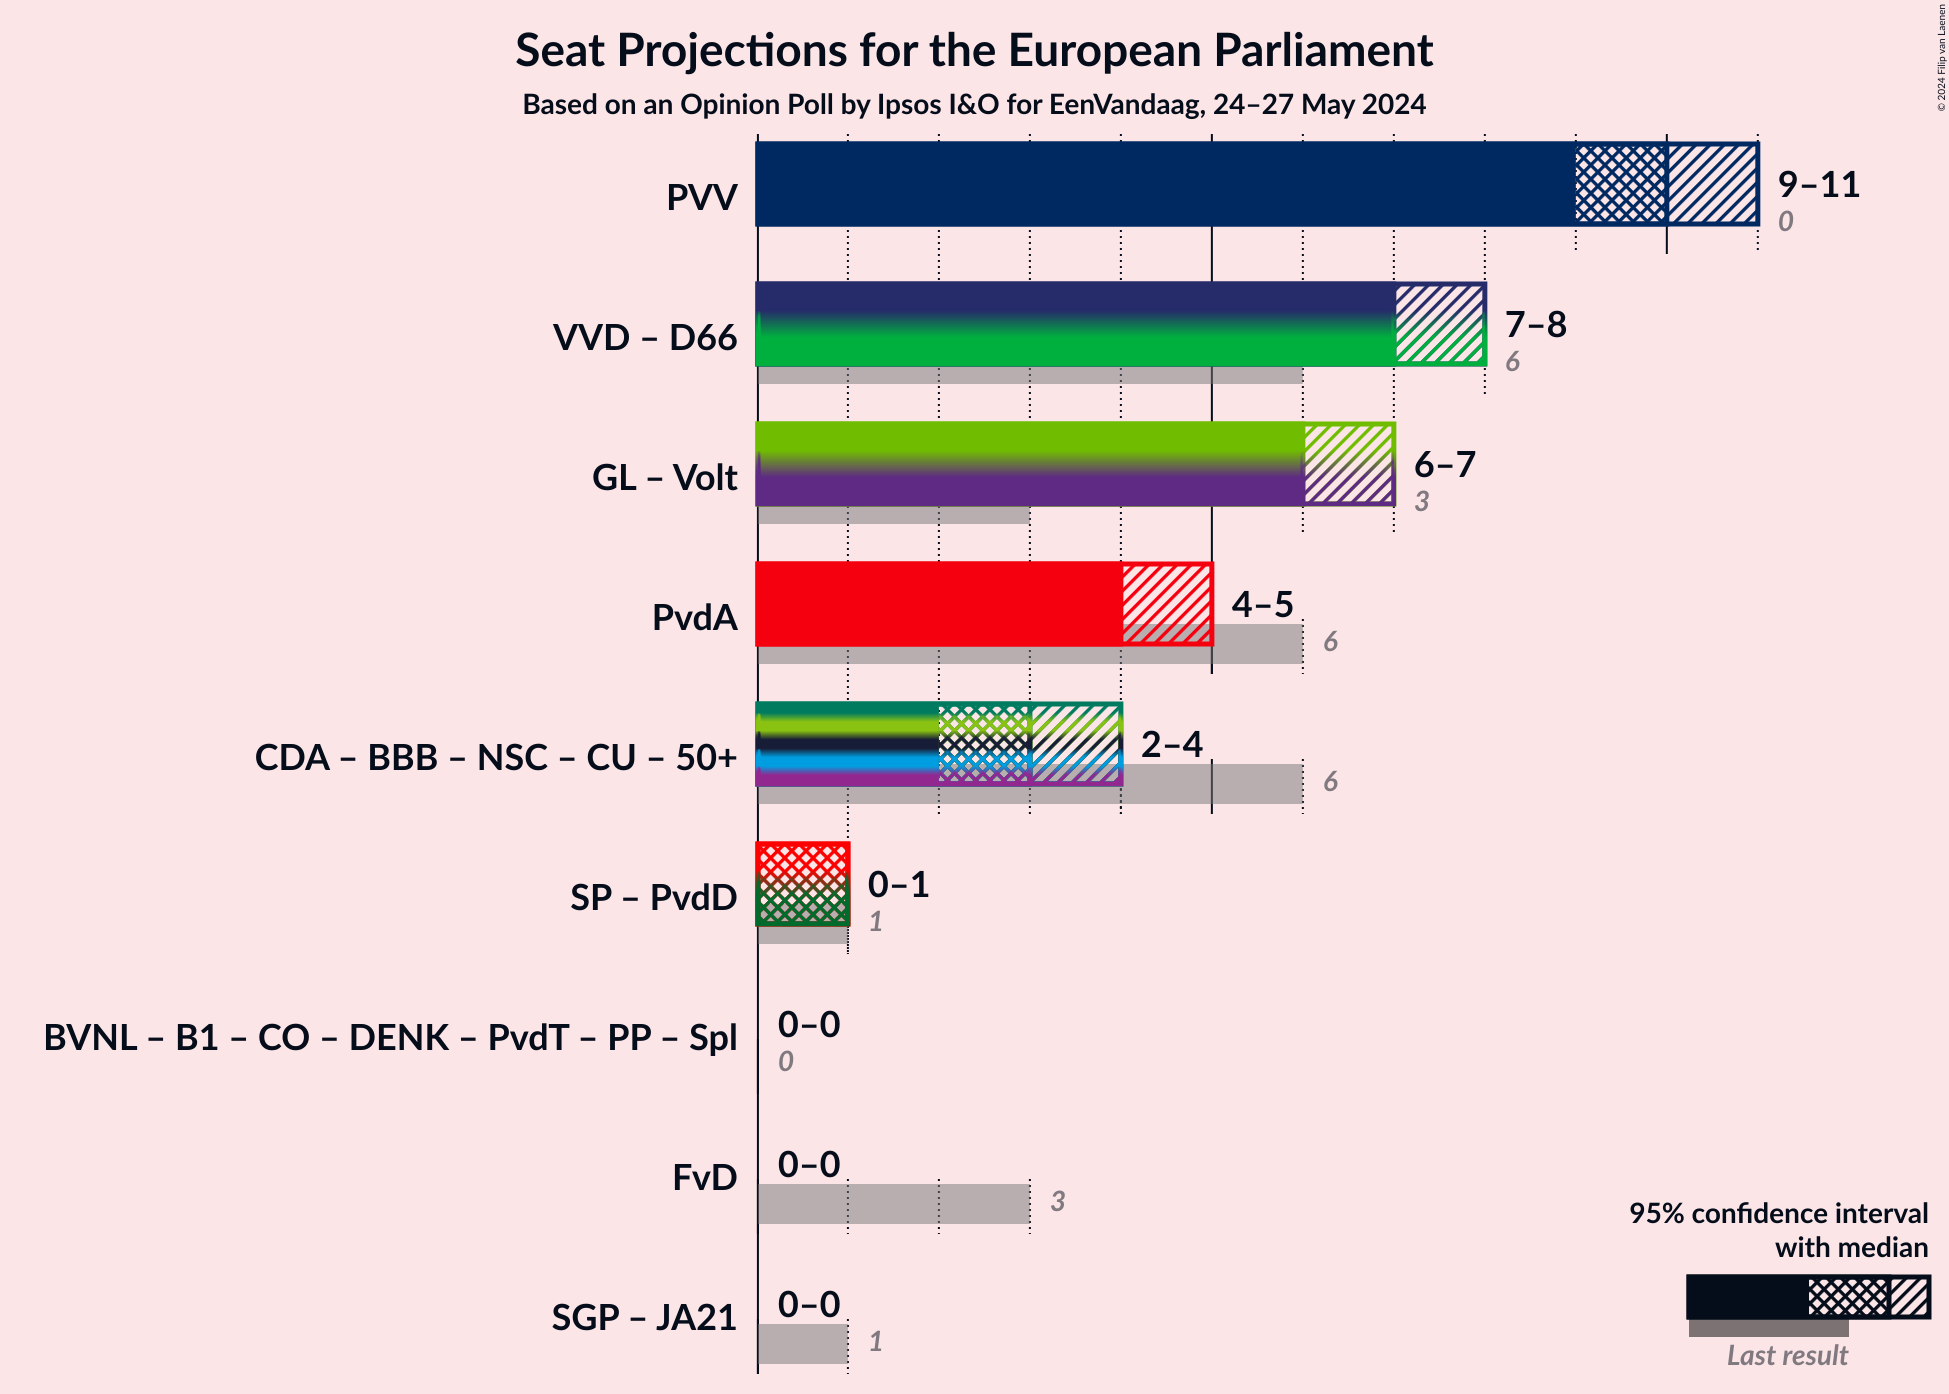 Seat Projections for the European Parliament
Based on an Opinion Poll by Ipsos I&O for EenVandaag, 24–27 May 2024
© 2024 Filip van Laenen
PVV
9–11
0
VVD – D66
7–8
6
GL – Volt
6–7
3
PvdA
4–5
6
CDA – BBB – NSC – CU – 50+
2–4
6
SP – PvdD
0–1
1
BVNL – B1 – CO – DENK – PvdT – PP – Spl
0–0
0
FvD
0–0
3
SGP – JA21
0–0
1
95% confidence interval
with median
Last result